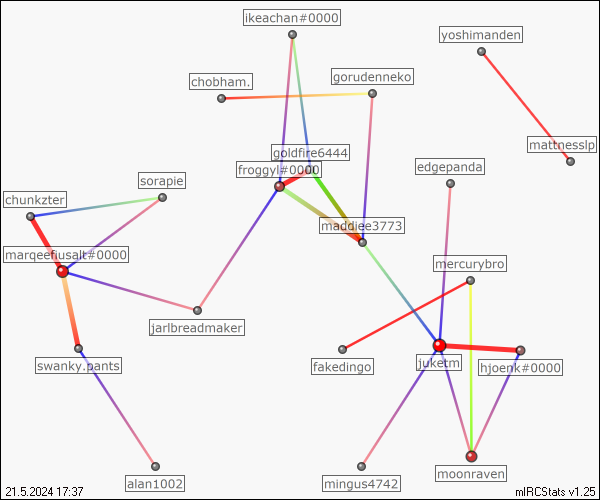 ikeachan#0000
yoshimanden
gorudenneko
chobham.
mattnesslp
goldfire6444
froggyl#0000
edgepanda
sorapie
chunkzter
maddiee3773
marqeefiusalt#0000
mercurybro
jarlbreadmaker
fakedingo
juketm
hjoenk#0000
swanky.pants
moonraven
alan1002
mingus4742
21.5.2024 17:37
mIRCStats v1.25